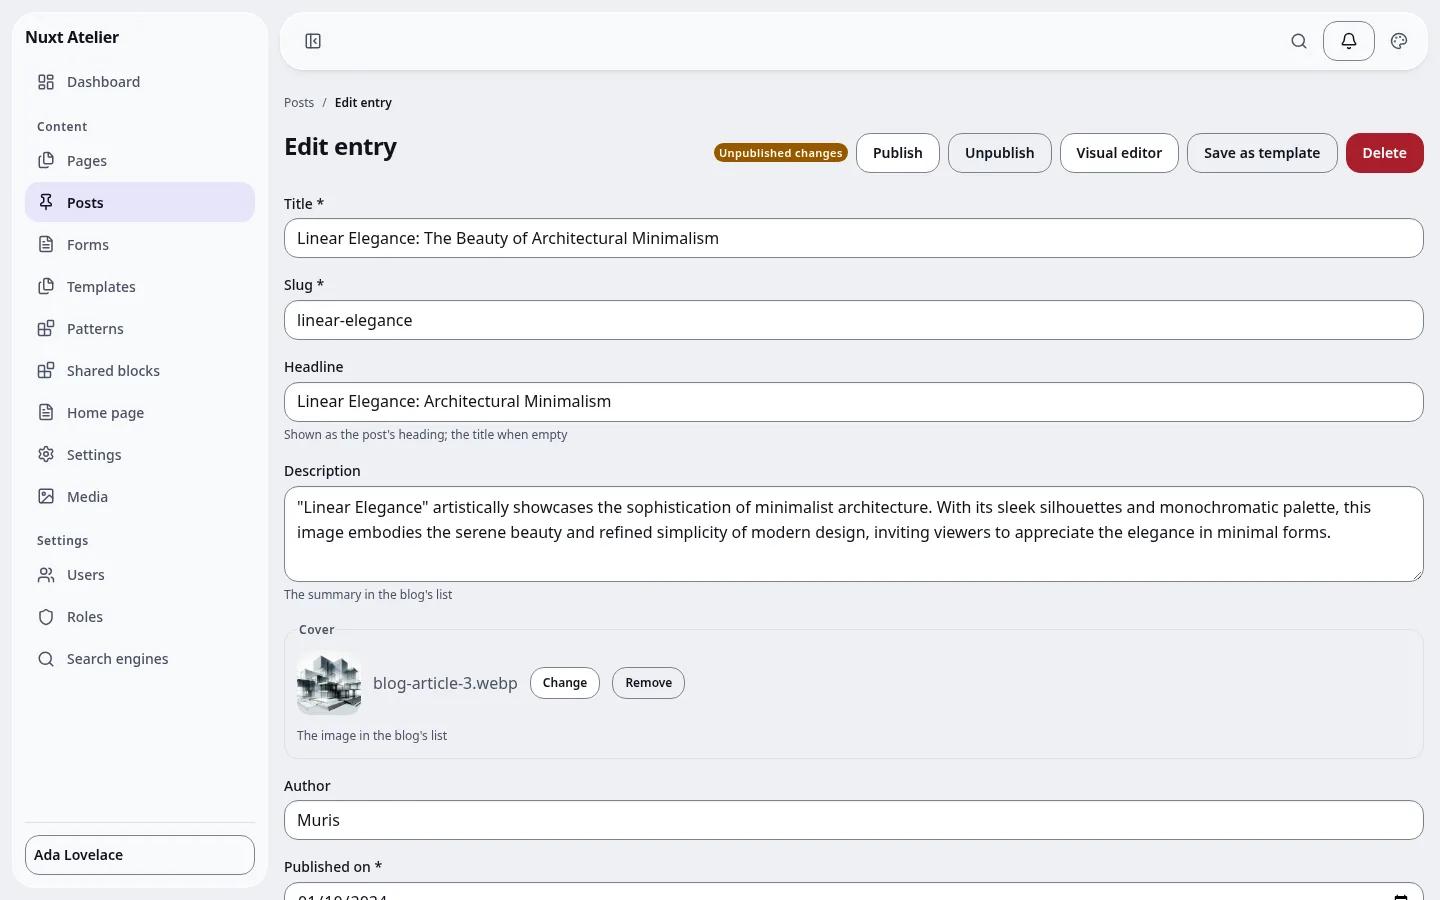 Nuxt Atelier
Dashboard
Content
Pages
Posts
Forms
Templates
Patterns
Shared blocks
Home page
Settings
Media
Settings
Users
Roles
Search engines
Ada Lovelace
Posts / Edit entry
Edit entry
Unpublished changes
Publish
Unpublish
Visual editor
Save as template
Delete
Title *
Linear Elegance: The Beauty of Architectural Minimalism
Slug *
linear-elegance
Headline
Linear Elegance: Architectural Minimalism
Shown as the post's heading; the title when empty
Description
"Linear Elegance" artistically showcases the sophistication of minimalist architecture. With its sleek silhouettes and monochromatic palette, this
image embodies the serene beauty and refined simplicity of modern design, inviting viewers to appreciate the elegance in minimal forms.
The summary in the blog's list
Cover
blog-article-3.webp
Change
Remove
The image in the blog's list
Author
Muris
Published on *